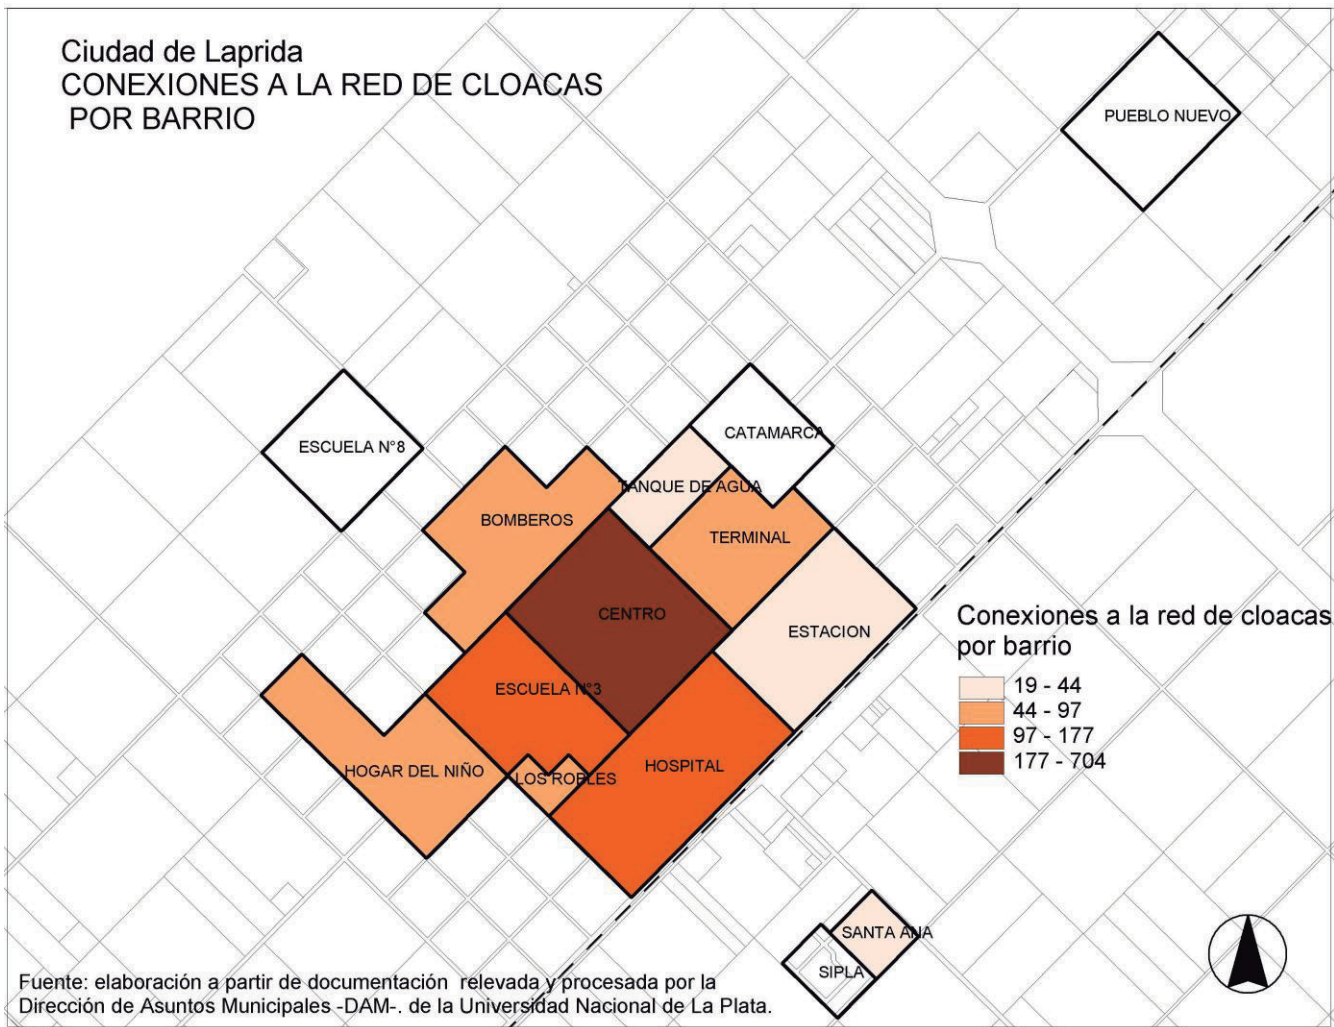 Ciudad de Laprida
CONEXIONES A LA RED DE CLOACAS
POR BARRIO
PUEBLO NUEVO
CATAMARCA
ESCUELA N°8
TANQUE DE AGUA
BOMBEROS
TERMINAL
CENTRO
ESTACION
ESCUELA N°3
HOSPITAL
HOGAR DEL NIÑO
LOS ROBLES
SANTA ANA
SIPLA
Conexiones a la red de cloacas
por barrio
19 - 44
44 - 97
97 - 177
177 - 704
Fuente: elaboración a partir de documentación relevada y procesada por la
Dirección de Asuntos Municipales -DAM-. de la Universidad Nacional de La Plata.